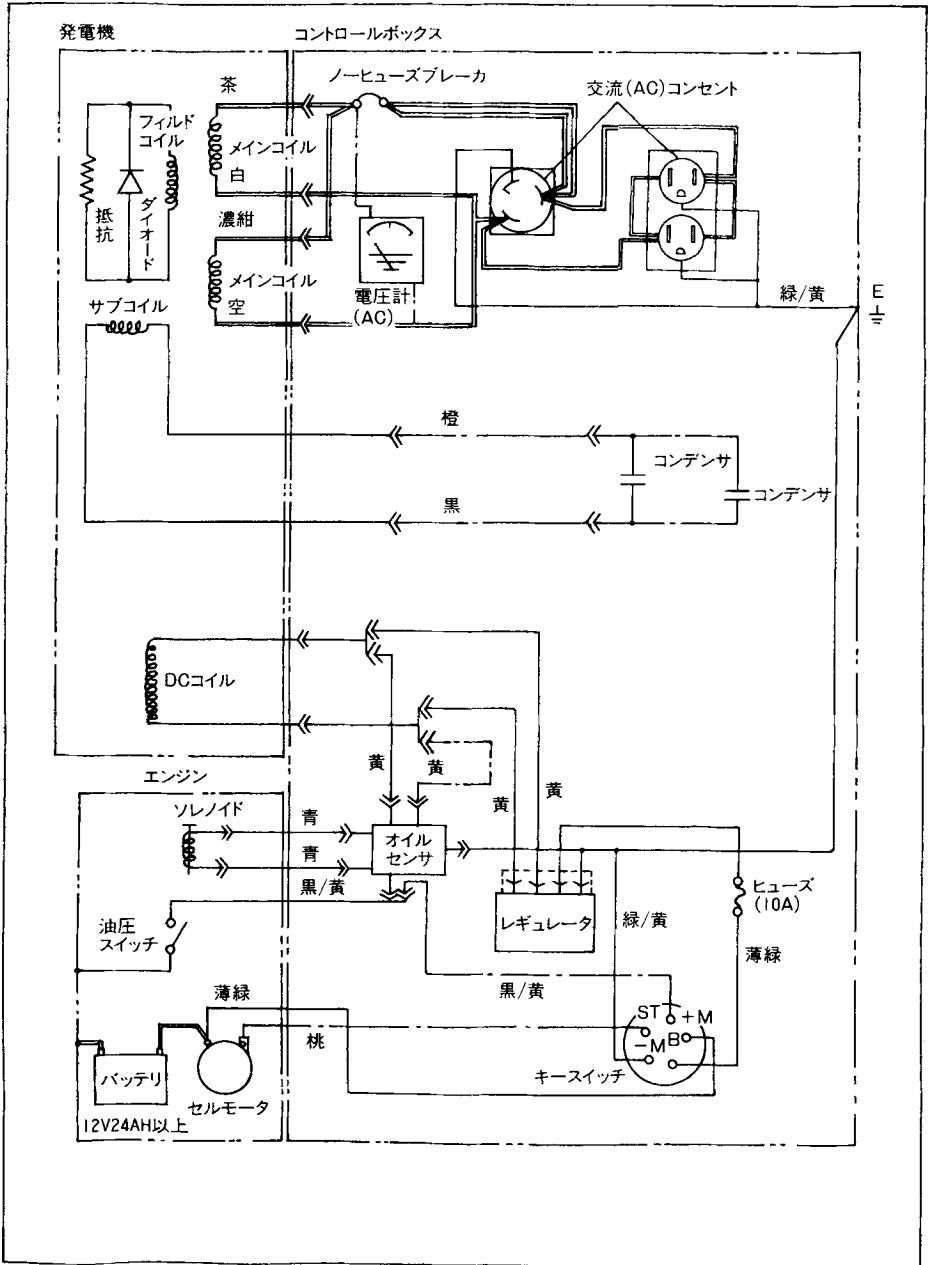 発電機
コントロールボックス
茶
ノーヒューズブレーカ
交流(AC)コンセント
フィルド
コイル
メインコイル
白
抵抗
ダイオード
濃紺
メインコイル
空
電圧計
(AC)
サブコイル
緑/黄
E
橙
コンデンサ
コンデンサ
黒
DCコイル
黄
黄
黄
黄
エンジン
ソレノイド
青
青
黒/黄
オイル
センサ
レギュレータ
緑/黄
ヒューズ
(10A)
油圧
スイッチ
薄緑
薄緑
黒/黄
桃
ST
+M
-M
B
キースイッチ
バッテリ
セルモータ
12V24AH以上